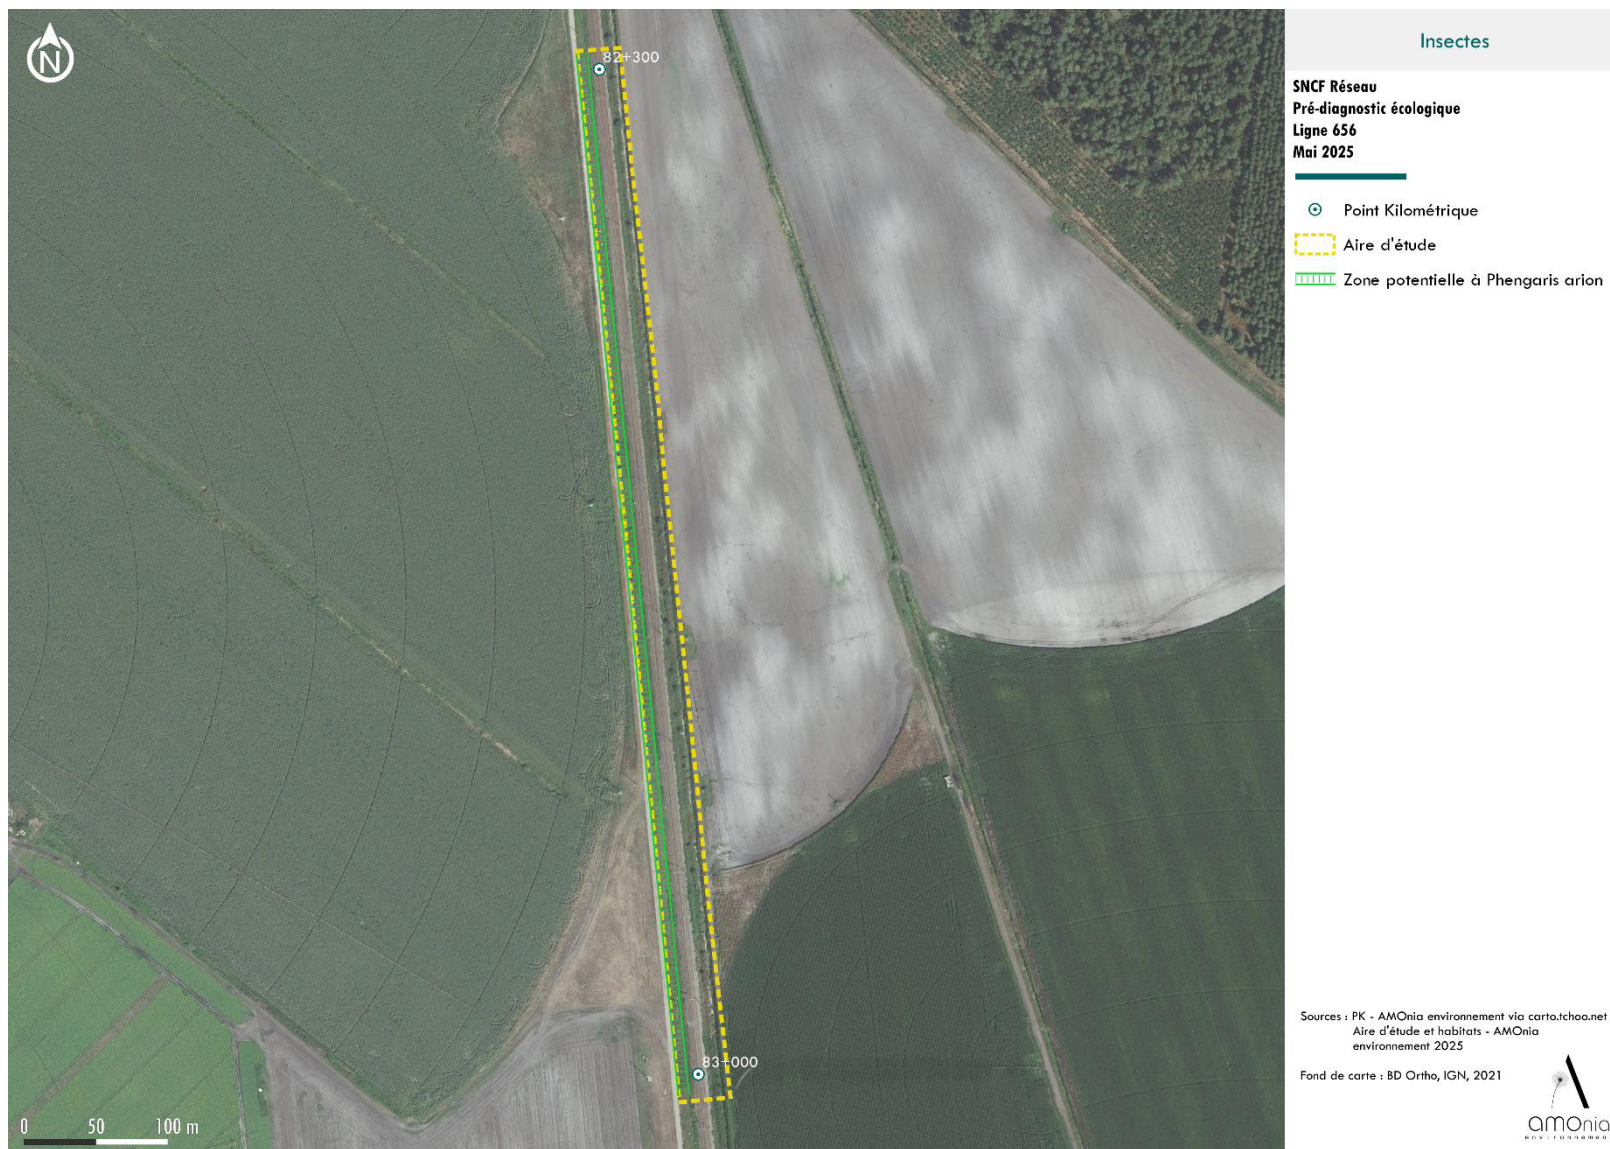 N
82+300
83+000
0 50 100 m
Insectes
SNCF Réseau
Pré-diagnostic écologique
Ligne 656
Mai 2025
Point Kilométrique
Aire d'étude
Zone potentielle à Phengaris arion
Sources : PK - AMOnia environnement via carto.tchoo.net
Aire d'étude et habitats - AMOnia
environnement 2025
Fond de carte : BD Ortho, IGN, 2021
amOnia
environnemen